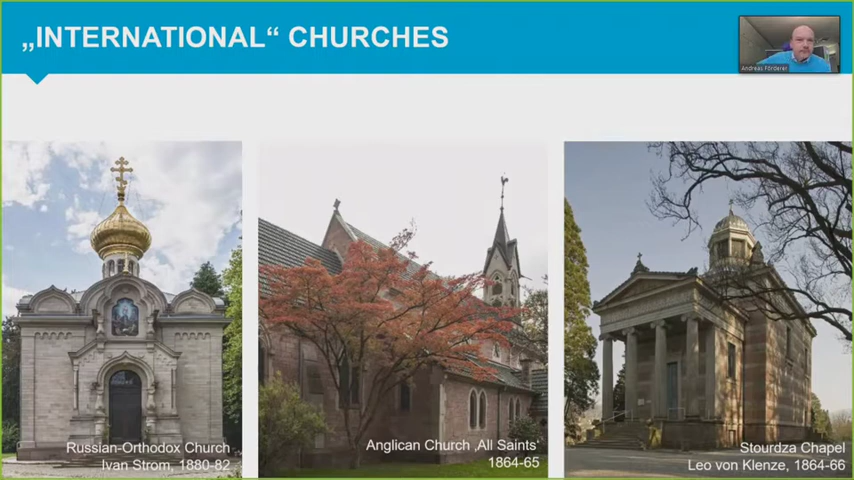 „INTERNATIONAL“ CHURCHES
Andreas Förderer
Russian-Orthodox Church
Ivan Strom, 1880-82
Anglican Church ‚All Saints‘
1864-65
Stourdza Chapel
Leo von Klenze, 1864-66